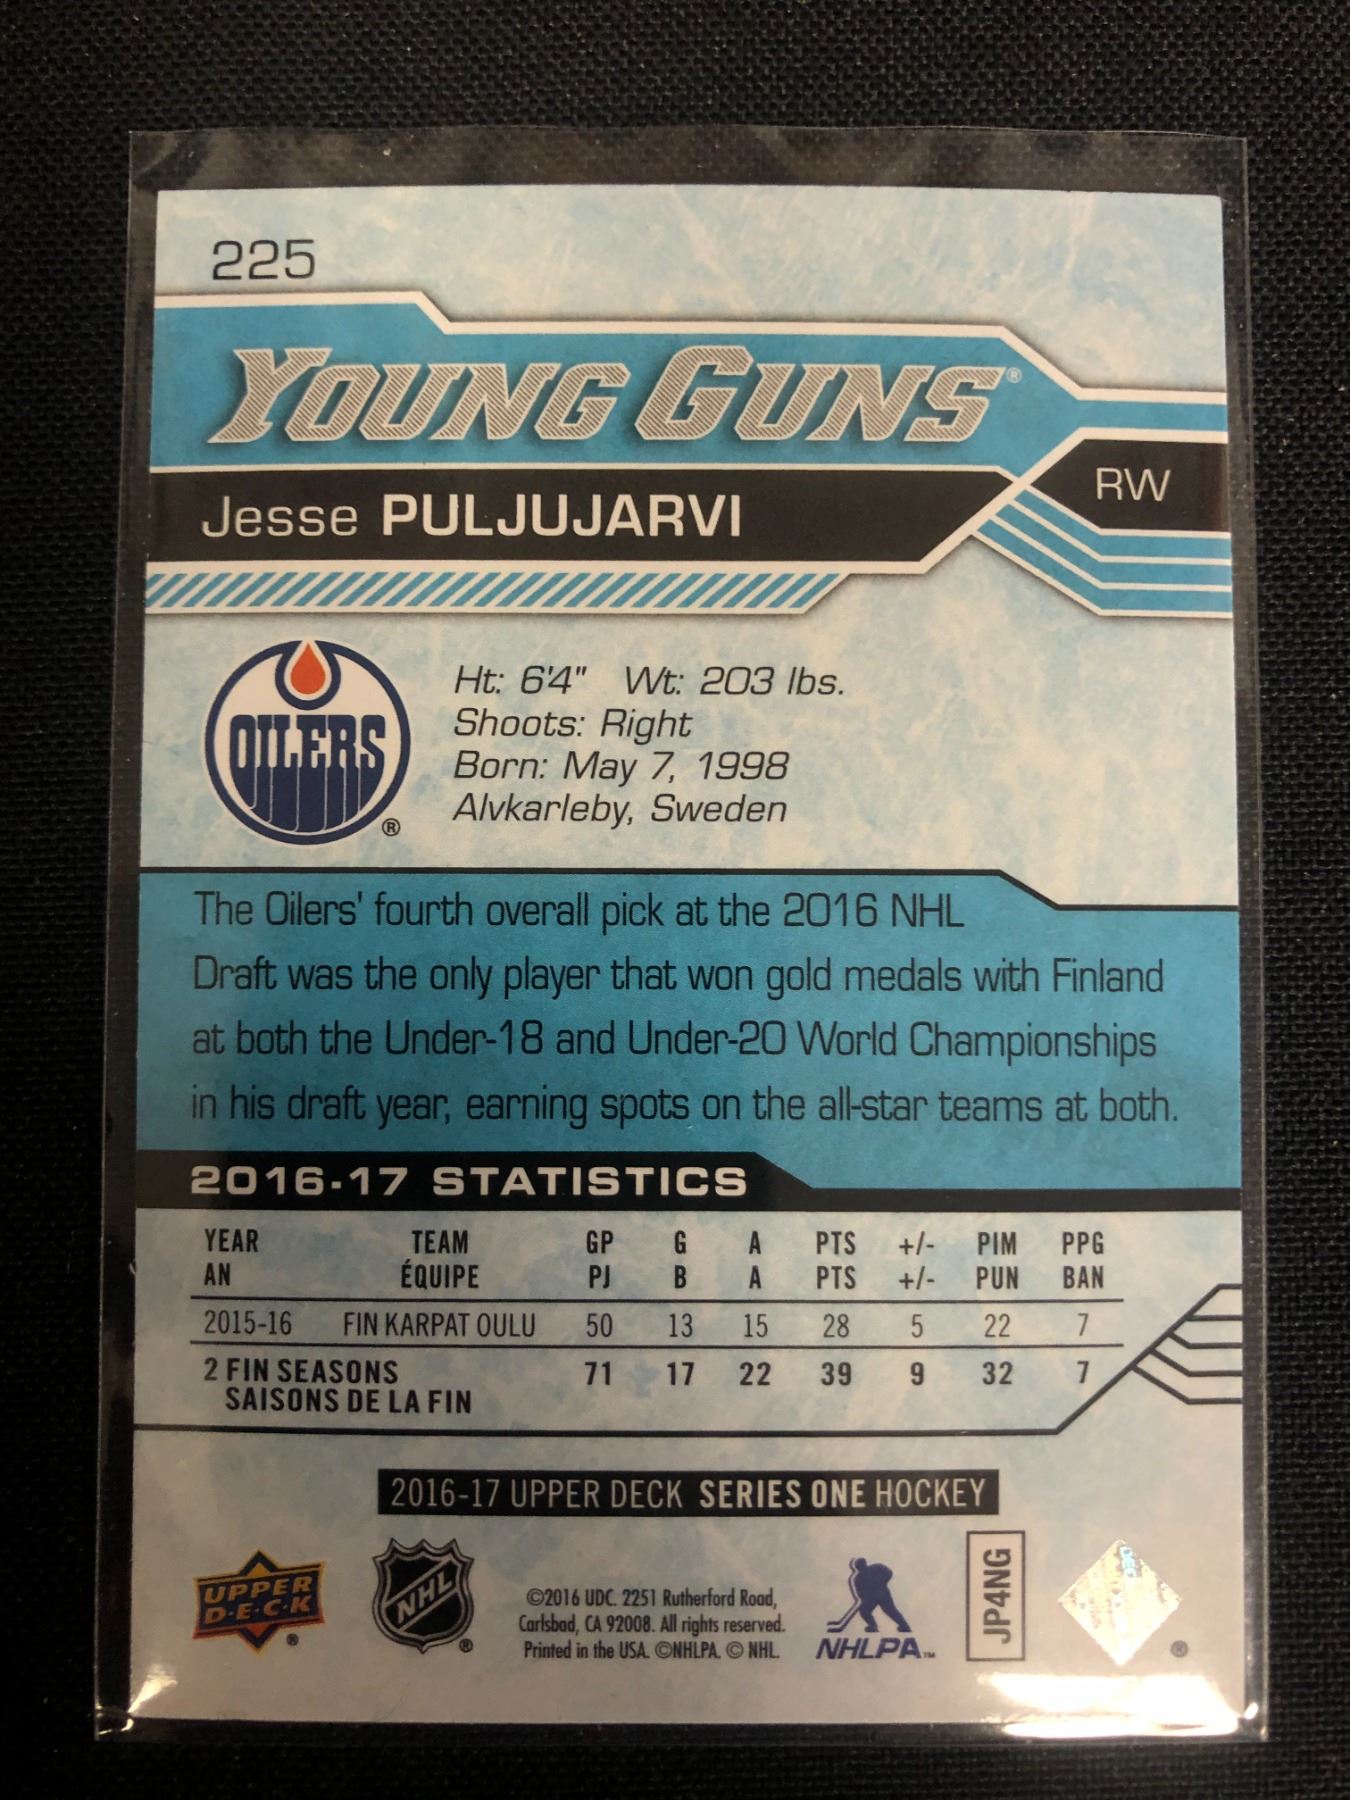 225
YOUNG GUNS®
Jesse PULJUJARVI
RW
OILERS
®
Ht: 6'4" Wt: 203 lbs.
Shoots: Right
Born: May 7, 1998
Alvkarleby, Sweden
The Oilers' fourth overall pick at the 2016 NHL
Draft was the only player that won gold medals with Finland
at both the Under-18 and Under-20 World Championships
in his draft year, earning spots on the all-star teams at both.
2016-17 STATISTICS
YEAR TEAM GP G A PTS +/- PIM PPG
AN ÉQUIPE PJ B A PTS +/- PUN BAN
2015-16 FIN KARPAT OULU 50 13 15 28 5 22 7
2 FIN SEASONS 71 17 22 39 9 32 7
SAISONS DE LA FIN
2016-17 UPPER DECK SERIES ONE HOCKEY
UPPER
D·E·C·K
®
NHL
®
©2016 UDC. 2251 Rutherford Road,
Carlsbad, CA 92008. All rights reserved.
Printed in the USA. ©NHLPA. © NHL.
NHLPA™
JP4NG
®